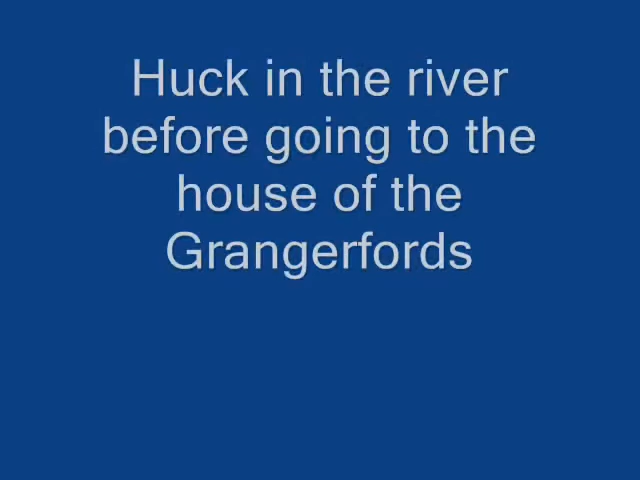 Huck in the river
before going to the
house of the
Grangerfords